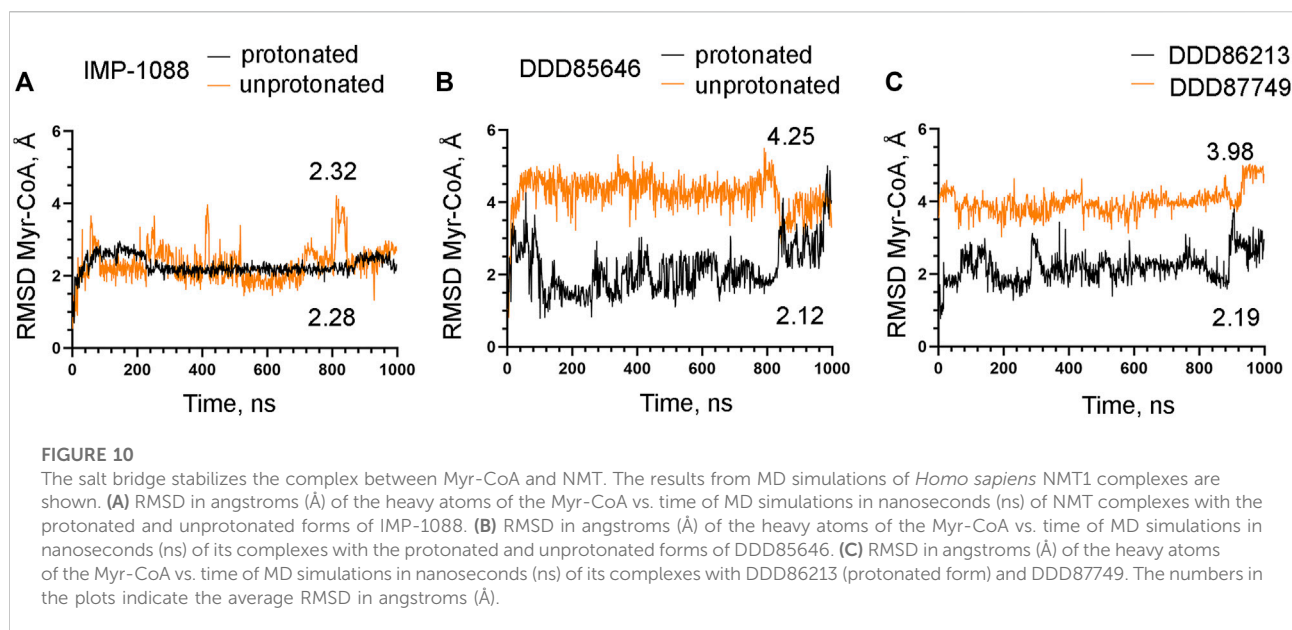 A
IMP-1088
protonated
unprotonated
RMSD Myr-CoA, Å
6
4
2
0
2.32
2.28
0 200 400 600 800 1000
Time, ns
B
DDD85646
protonated
unprotonated
RMSD Myr-CoA, Å
6
4
2
0
4.25
2.12
0 200 400 600 800 1000
Time, ns
C
DDD86213
DDD87749
RMSD Myr-CoA, Å
6
4
2
0
3.98
2.19
0 200 400 600 800 1000
Time, ns
FIGURE 10
The salt bridge stabilizes the complex between Myr-CoA and NMT. The results from MD simulations of Homo sapiens NMT1 complexes are
shown. (A) RMSD in angstroms (Å) of the heavy atoms of the Myr-CoA vs. time of MD simulations in nanoseconds (ns) of NMT complexes with the
protonated and unprotonated forms of IMP-1088. (B) RMSD in angstroms (Å) of the heavy atoms of the Myr-CoA vs. time of MD simulations in
nanoseconds (ns) of its complexes with the protonated and unprotonated forms of DDD85646. (C) RMSD in angstroms (Å) of the heavy atoms
of the Myr-CoA vs. time of MD simulations in nanoseconds (ns) of its complexes with DDD86213 (protonated form) and DDD87749. The numbers in
the plots indicate the average RMSD in angstroms (Å).